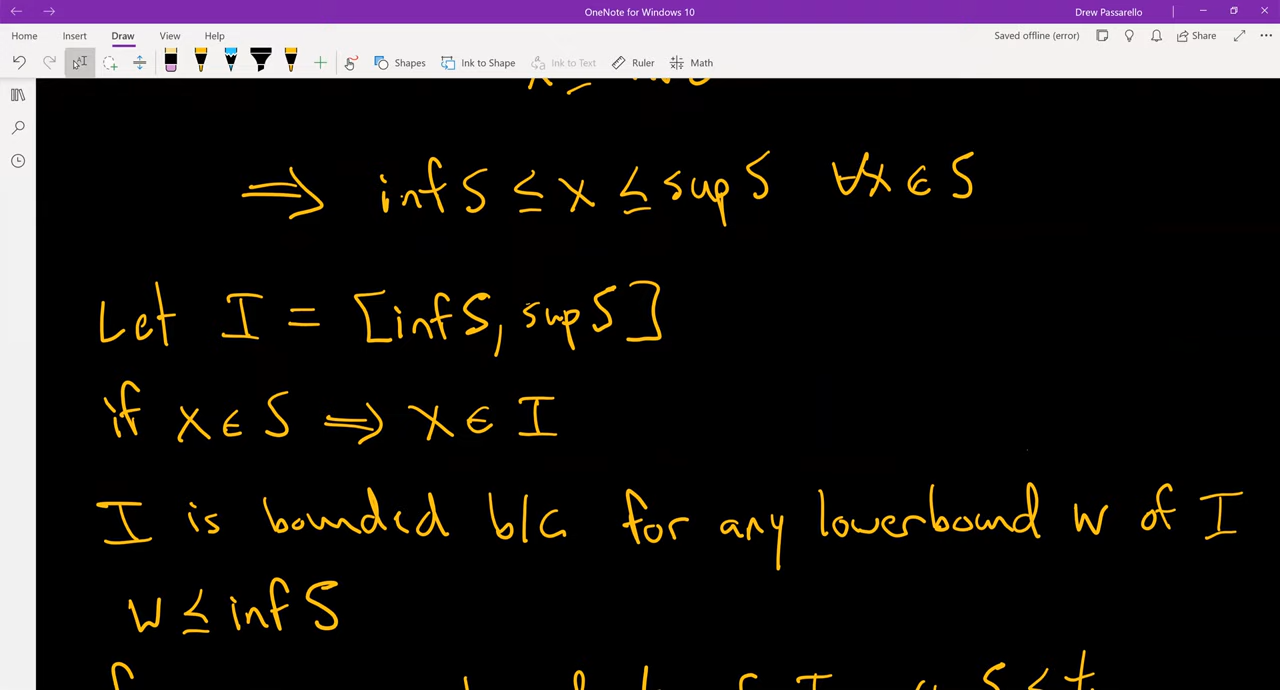 OneNote for Windows 10
Drew Passarello
Home Insert Draw View Help
Saved offline (error)
Share
Shapes
Ink to Shape
Ink to Text
Ruler
Math
⟹ inf S ≤ x ≤ sup S ∀x ∈ S
Let I = [inf S, sup S]
if x ∈ S ⟹ x ∈ I
I is bounded b/c for any lowerbound w of I
w ≤ inf S